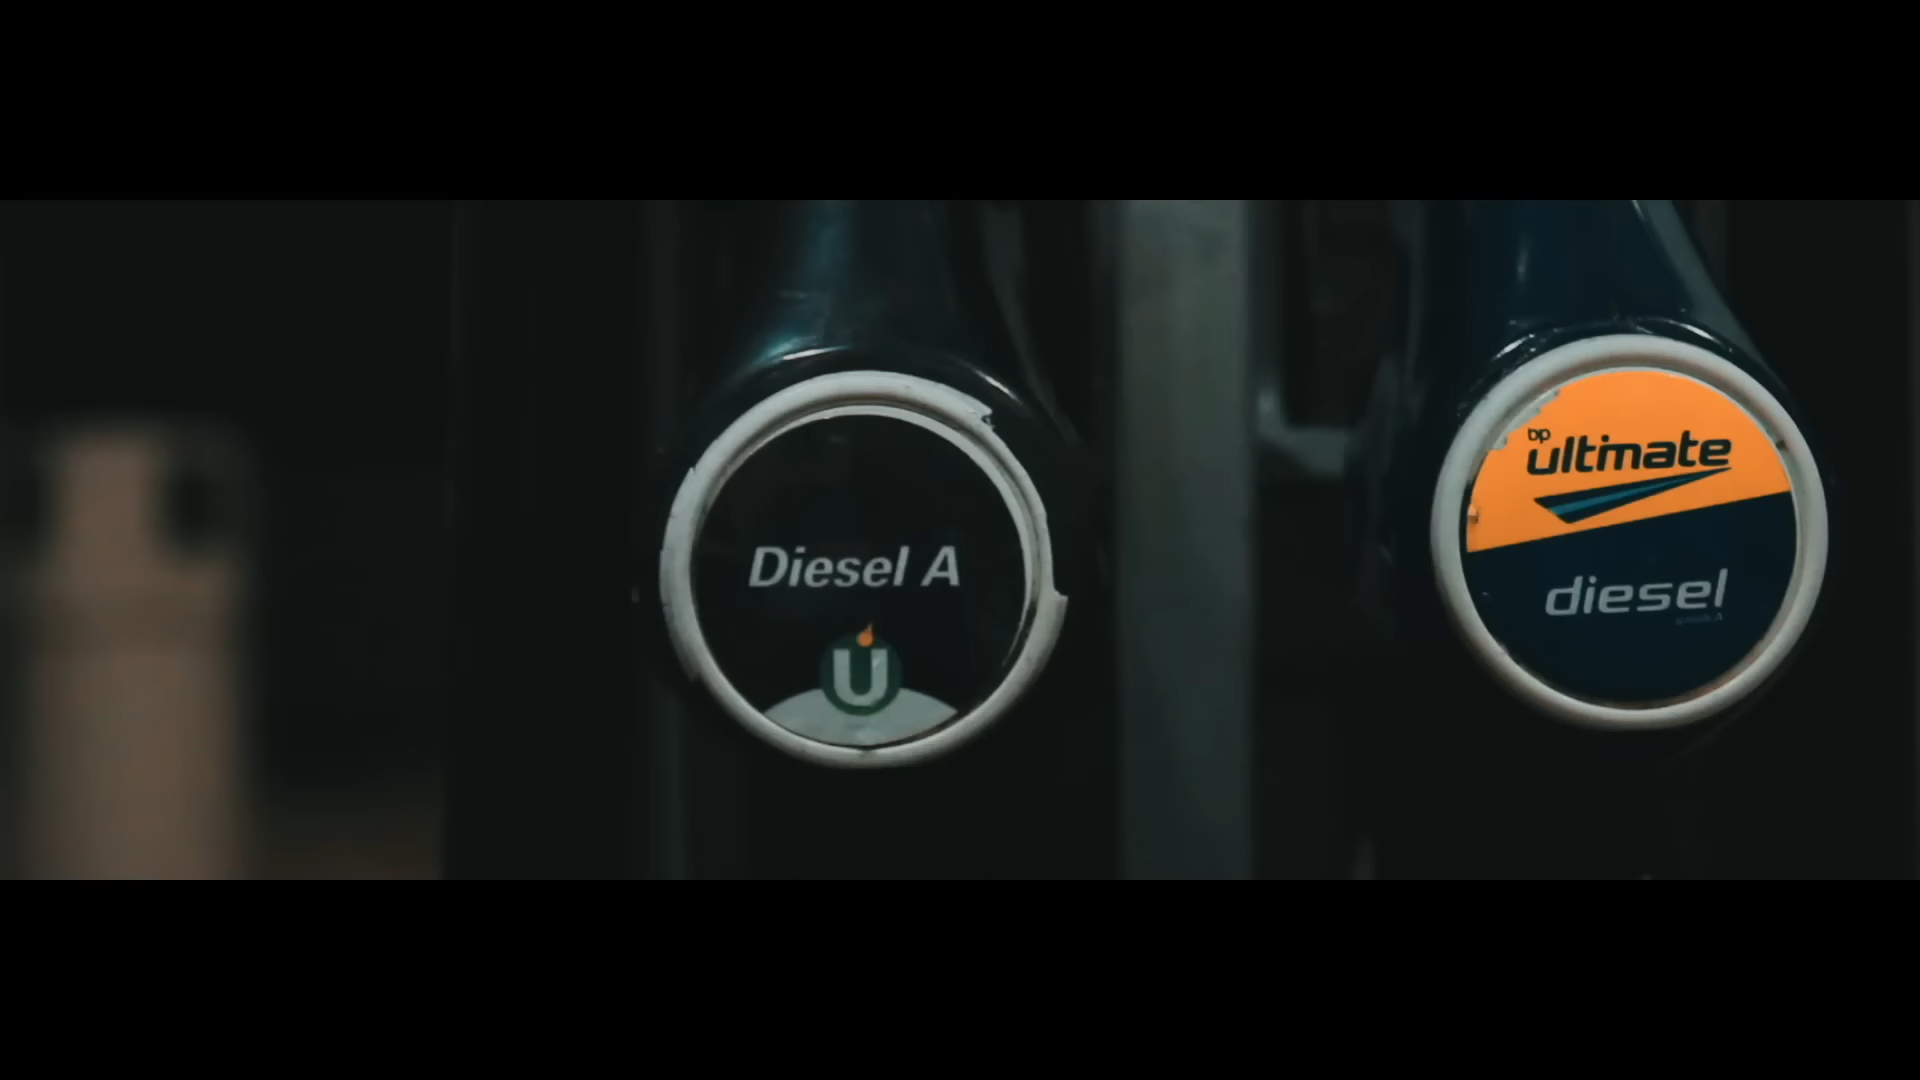 Diesel A
U
bp
ultimate
diesel